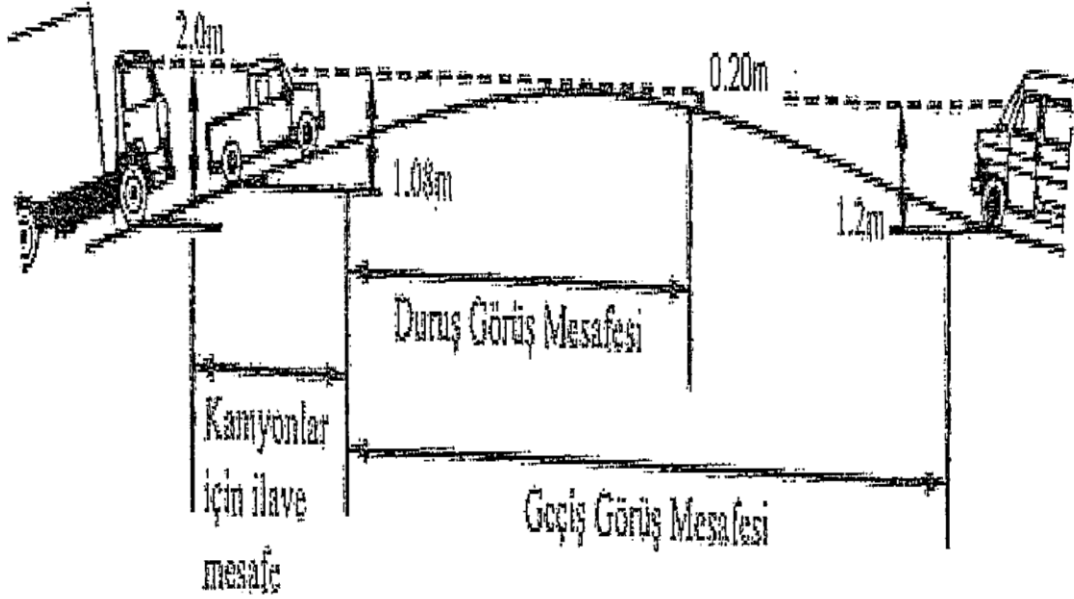 2.0m
0.20m
1.08m
1.2m
Duruş Görüş Mesafesi
Kamyonlar
için ilave
mesafe
Geçiş Görüş Mesafesi